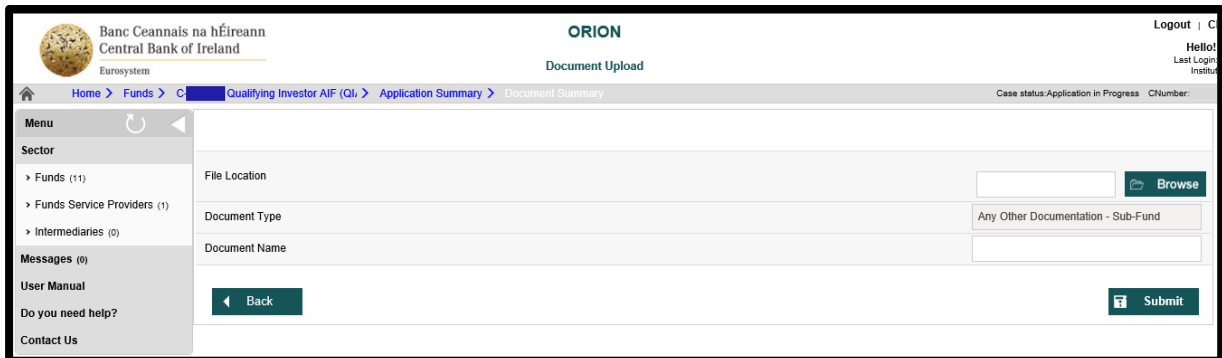 Banc Ceannais na hÉireann
Central Bank of Ireland
Eurosystem
ORION
Document Upload
Logout | C
Hello!
Last Login:
Institut
Home > Funds > C- Qualifying Investor AIF (QI > Application Summary > Document Summary
Case status:Application in Progress CNumber:
Menu
Sector
> Funds (11)
> Funds Service Providers (1)
> Intermediaries (0)
Messages (0)
User Manual
Do you need help?
Contact Us
File Location
Browse
Document Type
Any Other Documentation - Sub-Fund
Document Name
Back
Submit